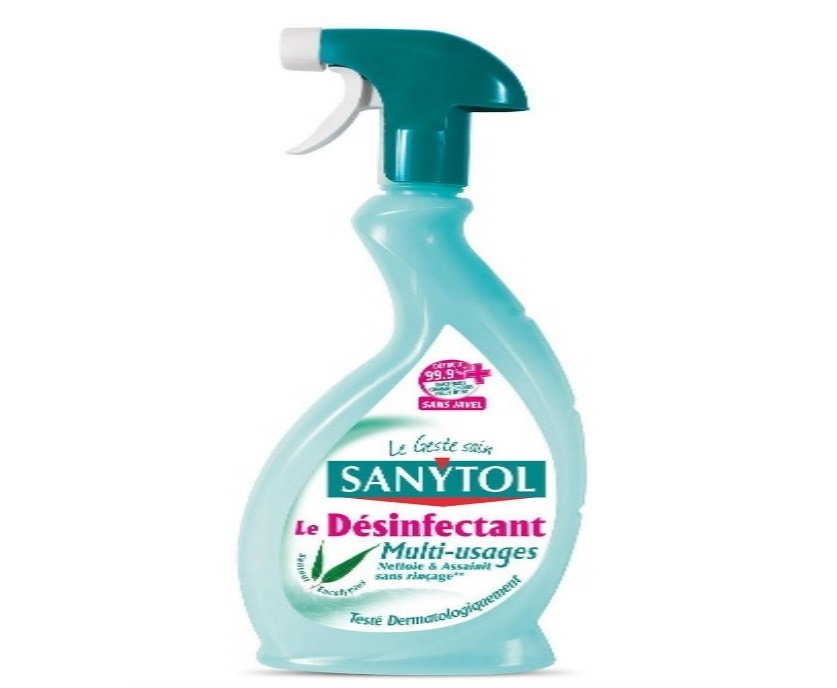 99.9%
SANS JAVEL
Le Geste sain
SANYTOL
Le Désinfectant
Multi-usages
Nettoie & Assainit
sans rinçage**
Eucalyptus
Testé Dermatologiquement